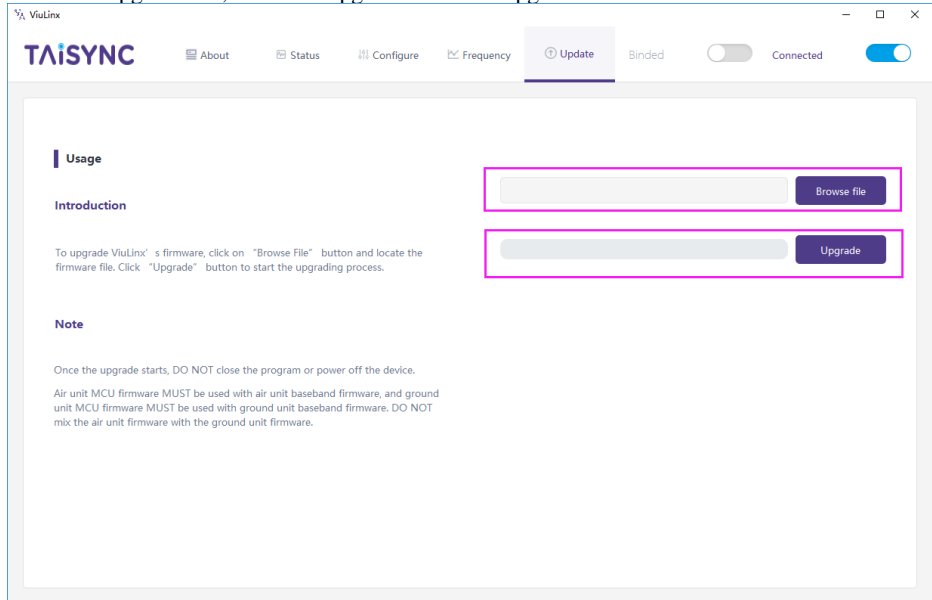 ViuLinx
TAiSYNC
About
Status
Configure
Frequency
Update
Binded
Connected
Usage
Browse file
Introduction
To upgrade ViuLinx’s firmware, click on “Browse File” button and locate the
firmware file. Click “Upgrade” button to start the upgrading process.
Upgrade
Note
Once the upgrade starts, DO NOT close the program or power off the device.
Air unit MCU firmware MUST be used with air unit baseband firmware, and ground
unit MCU firmware MUST be used with ground unit baseband firmware. DO NOT
mix the air unit firmware with the ground unit firmware.